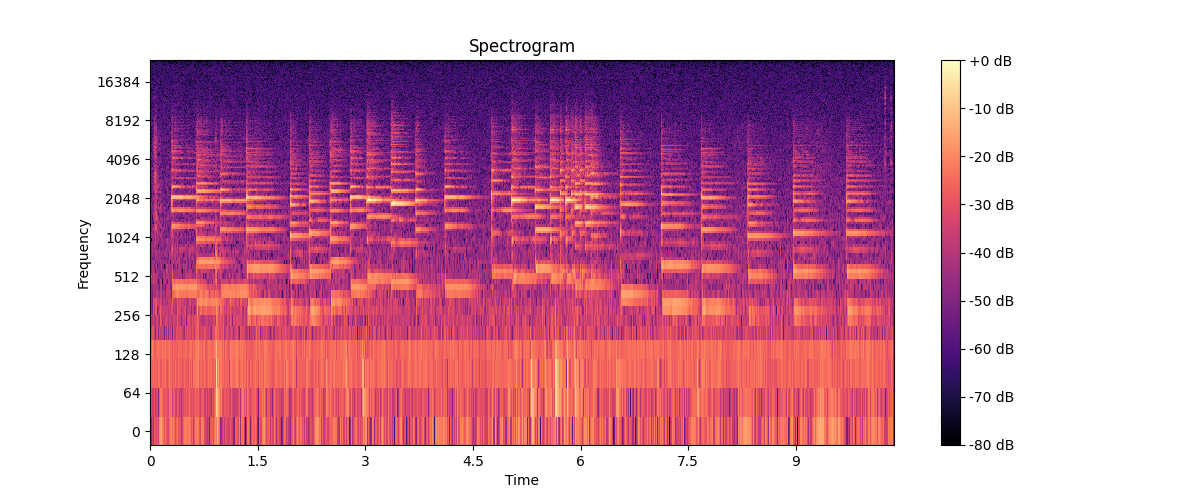 Spectrogram
16384
8192
4096
2048
1024
512
256
128
64
0
Frequency
0 1.5 3 4.5 6 7.5 9
Time
+0 dB
-10 dB
-20 dB
-30 dB
-40 dB
-50 dB
-60 dB
-70 dB
-80 dB